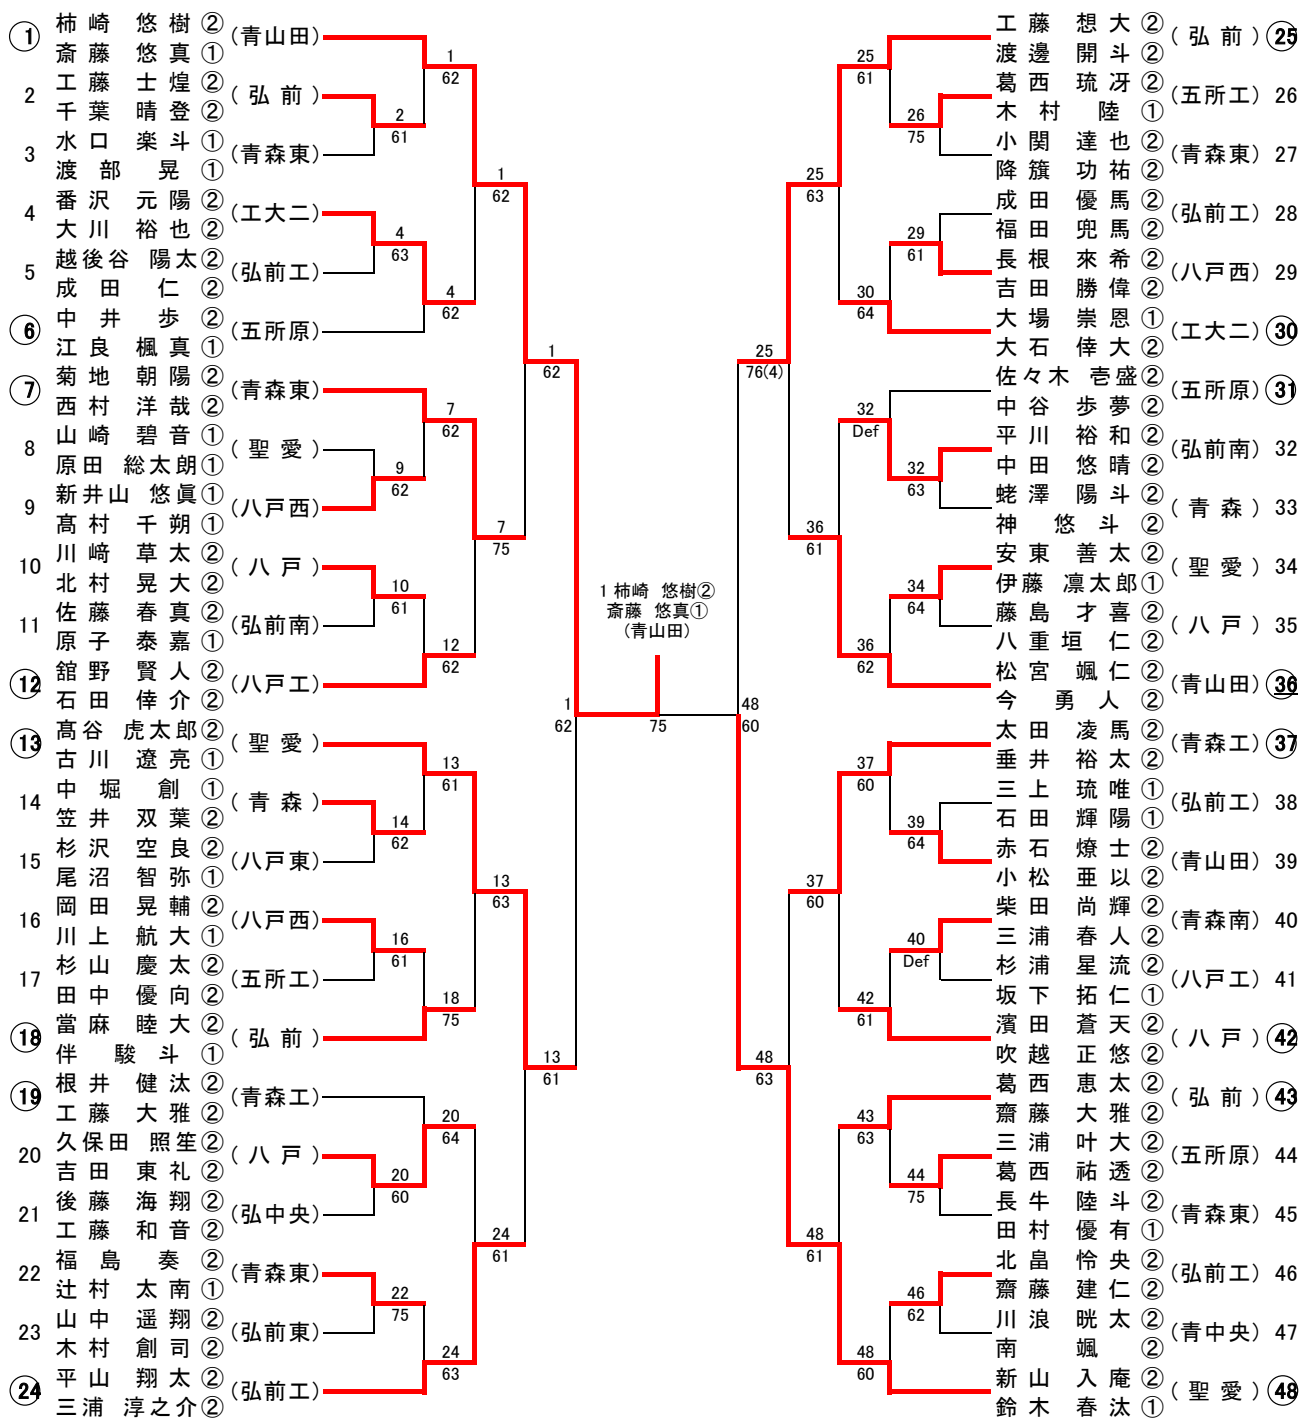 ① 柿崎 悠樹② (青山田)
斎藤 悠真①
2 工藤 士煌② (弘前)
千葉 晴登②
3 水口 楽斗① (青森東)
渡部 晃①
4 番沢 元陽② (工大二)
大川 裕也②
5 越後谷 陽太② (弘前工)
成田 仁②
⑥ 中井 歩② (五所原)
江良 楓真①
⑦ 菊地 朝陽② (青森東)
西村 洋哉②
8 山崎 碧音① (聖愛)
原田 総太朗①
9 新井山 悠眞① (八戸西)
髙村 千朔①
10 川﨑 草太② (八戸)
北村 晃大②
11 佐藤 春真② (弘前南)
原子 泰嘉①
⑫ 舘野 賢人② (八戸工)
石田 倖介②
⑬ 髙谷 虎太郎② (聖愛)
古川 遼亮①
14 中堀 創① (青森)
笠井 双葉②
15 杉沢 空良② (八戸東)
尾沼 智弥①
16 岡田 晃輔② (八戸西)
川上 航大①
17 杉山 慶太② (五所工)
田中 優向②
⑱ 當麻 睦大② (弘前)
伴 駿斗①
⑲ 根井 健汰② (青森工)
工藤 大雅②
20 久保田 照笙② (八戸)
吉田 東礼②
21 後藤 海翔② (弘中央)
工藤 和音②
22 福島 奏② (青森東)
辻村 太南①
23 山中 遥翔② (弘前東)
木村 創司②
㉔ 平山 翔太② (弘前工)
三浦 淳之介②
1
62
2
61
4
63
4
62
1
62
7
62
9
62
10
61
12
62
7
75
1
62
13
61
14
62
16
61
18
75
13
63
20
64
20
60
22
75
24
63
24
61
13
61
1
62
1 柿崎 悠樹②
斎藤 悠真①
(青山田)
75
48
60
25
76(4)
48
63
25
63
36
61
37
60
48
61
25
61
26
75
29
61
30
64
32
Def
32
63
34
64
36
62
37
60
39
64
40
Def
42
61
43
63
44
75
46
62
48
60
工藤 想大② (弘前) ㉕
渡邊 開斗②
葛西 琉冴② (五所工) 26
木村 陸①
小関 達也② (青森東) 27
降籏 功祐②
成田 優馬② (弘前工) 28
福田 兜馬②
長根 來希② (八戸西) 29
吉田 勝偉②
大場 崇恩① (工大二) ㉚
大石 倖大②
佐々木 壱盛② (五所原) ㉛
中谷 歩夢②
平川 裕和② (弘前南) 32
中田 悠晴②
蛯澤 陽斗② (青森) 33
神 悠斗②
安東 善太② (聖愛) 34
伊藤 凛太郎①
藤島 才喜② (八戸) 35
八重垣 仁②
松宮 颯仁② (青山田) ㊱
今 勇人②
太田 凌馬② (青森工) ㊲
垂井 裕太②
三上 琉唯① (弘前工) 38
石田 輝陽①
赤石 燎士② (青山田) 39
小松 亜以②
柴田 尚輝② (青森南) 40
三浦 春人②
杉浦 星流② (八戸工) 41
坂下 拓仁①
濱田 蒼天② (八戸) ㊷
吹越 正悠②
葛西 恵太② (弘前) ㊸
齋藤 大雅②
三浦 叶大② (五所原) 44
葛西 祐透②
長牛 陸斗② (青森東) 45
田村 優有①
北畠 怜央② (弘前工) 46
齋藤 建仁②
川浪 晄太② (青中央) 47
南 颯②
新山 入庵② (聖愛) ㊽
鈴木 春汰①